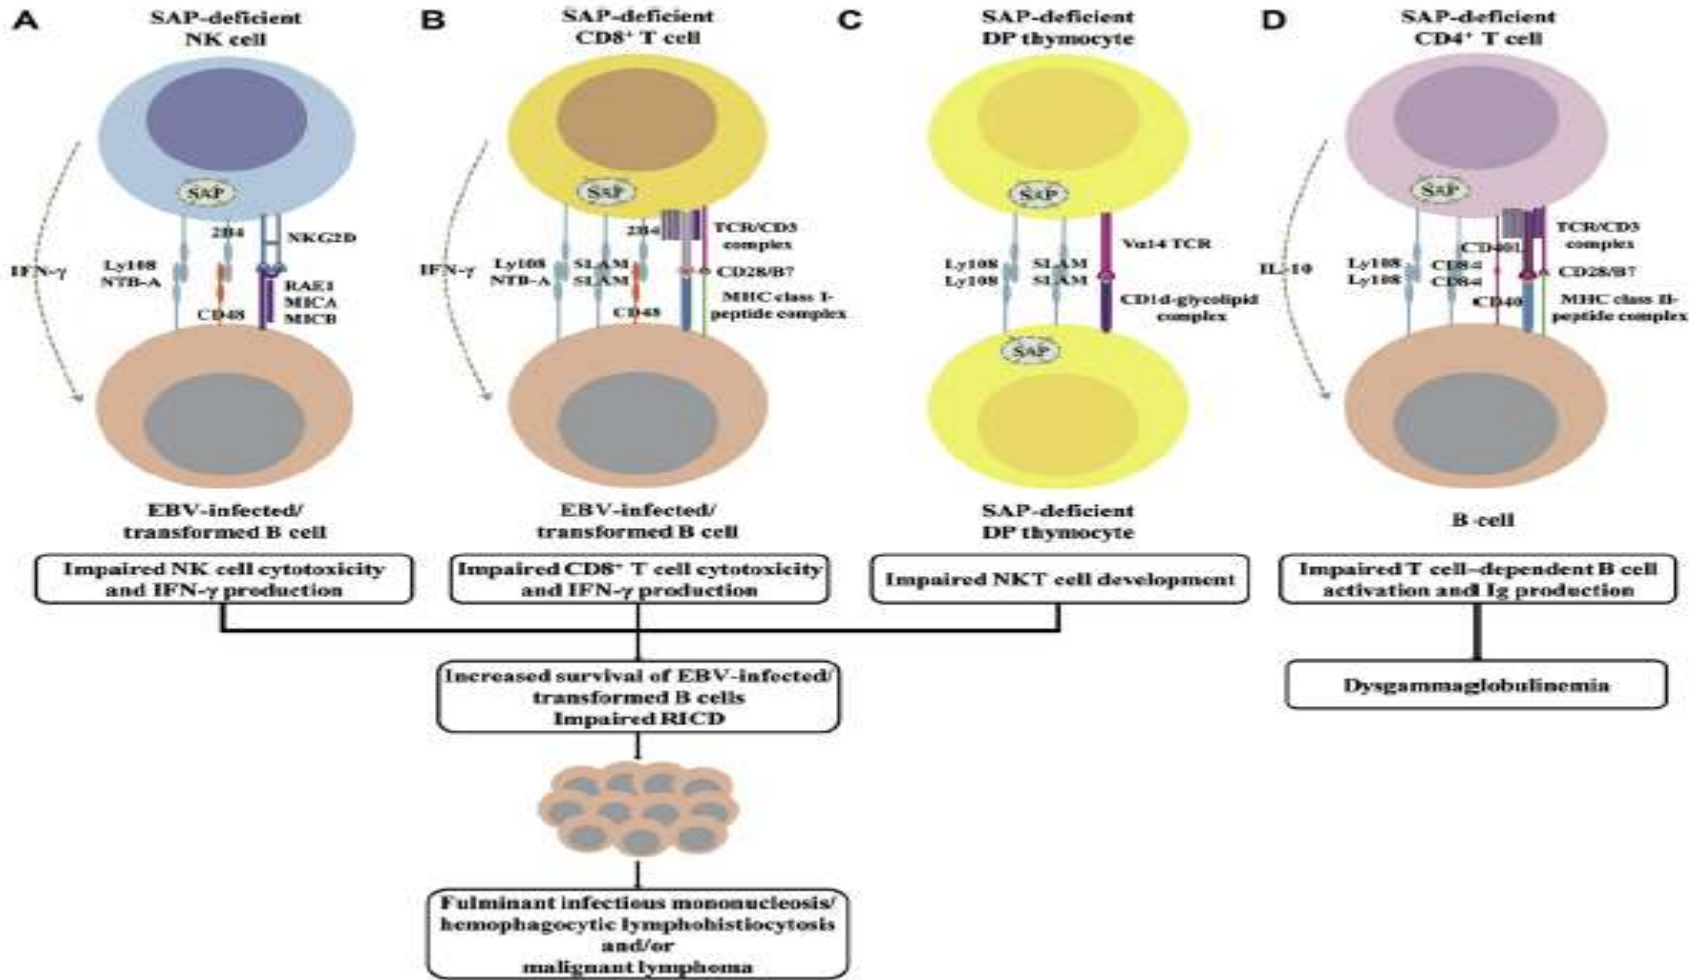 A
SAP-deficient
NK cell
SAP
2B4
NKG2D
IFN-γ
Ly108
NTB-A
RAE1
MICA
MICB
CD48
EBV-infected/
transformed B cell
Impaired NK cell cytotoxicity
and IFN-γ production
B
SAP-deficient
CD8⁺ T cell
SAP
2B4
TCR/CD3
complex
IFN-γ
Ly108
NTB-A
SLAM
SLAM
CD28/B7
MHC class I-
peptide complex
CD48
EBV-infected/
transformed B cell
Impaired CD8⁺ T cell cytotoxicity
and IFN-γ production
C
SAP-deficient
DP thymocyte
SAP
Vα14 TCR
Ly108
Ly108
SLAM
SLAM
CD1d-glycolipid
complex
SAP
SAP-deficient
DP thymocyte
Impaired NKT cell development
D
SAP-deficient
CD4⁺ T cell
SAP
TCR/CD3
complex
CD40L
IL-10
Ly108
Ly108
CD84
CD84
CD28/B7
CD40
MHC class II-
peptide complex
B-cell
Impaired T cell–dependent B cell
activation and Ig production
Increased survival of EBV-infected/
transformed B cells
Impaired RICD
Dysgammaglobulinemia
Fulminant infectious mononucleosis/
hemophagocytic lymphohistiocytosis
and/or
malignant lymphoma